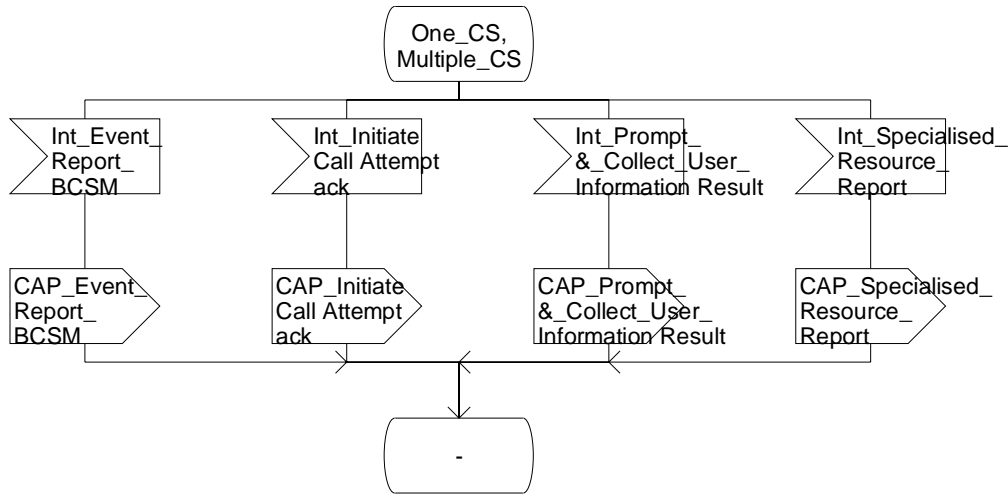 One_CS,
Multiple_CS
Int_Event_
Report_
BCSM
Int_Initiate
Call Attempt
ack
Int_Prompt_
&_Collect_User_
Information Result
Int_Specialised_
Resource_
Report
CAP_Event_
Report_
BCSM
CAP_Initiate
Call Attempt
ack
CAP_Prompt_
&_Collect_User_
Information Result
CAP_Specialised_
Resource_
Report
-